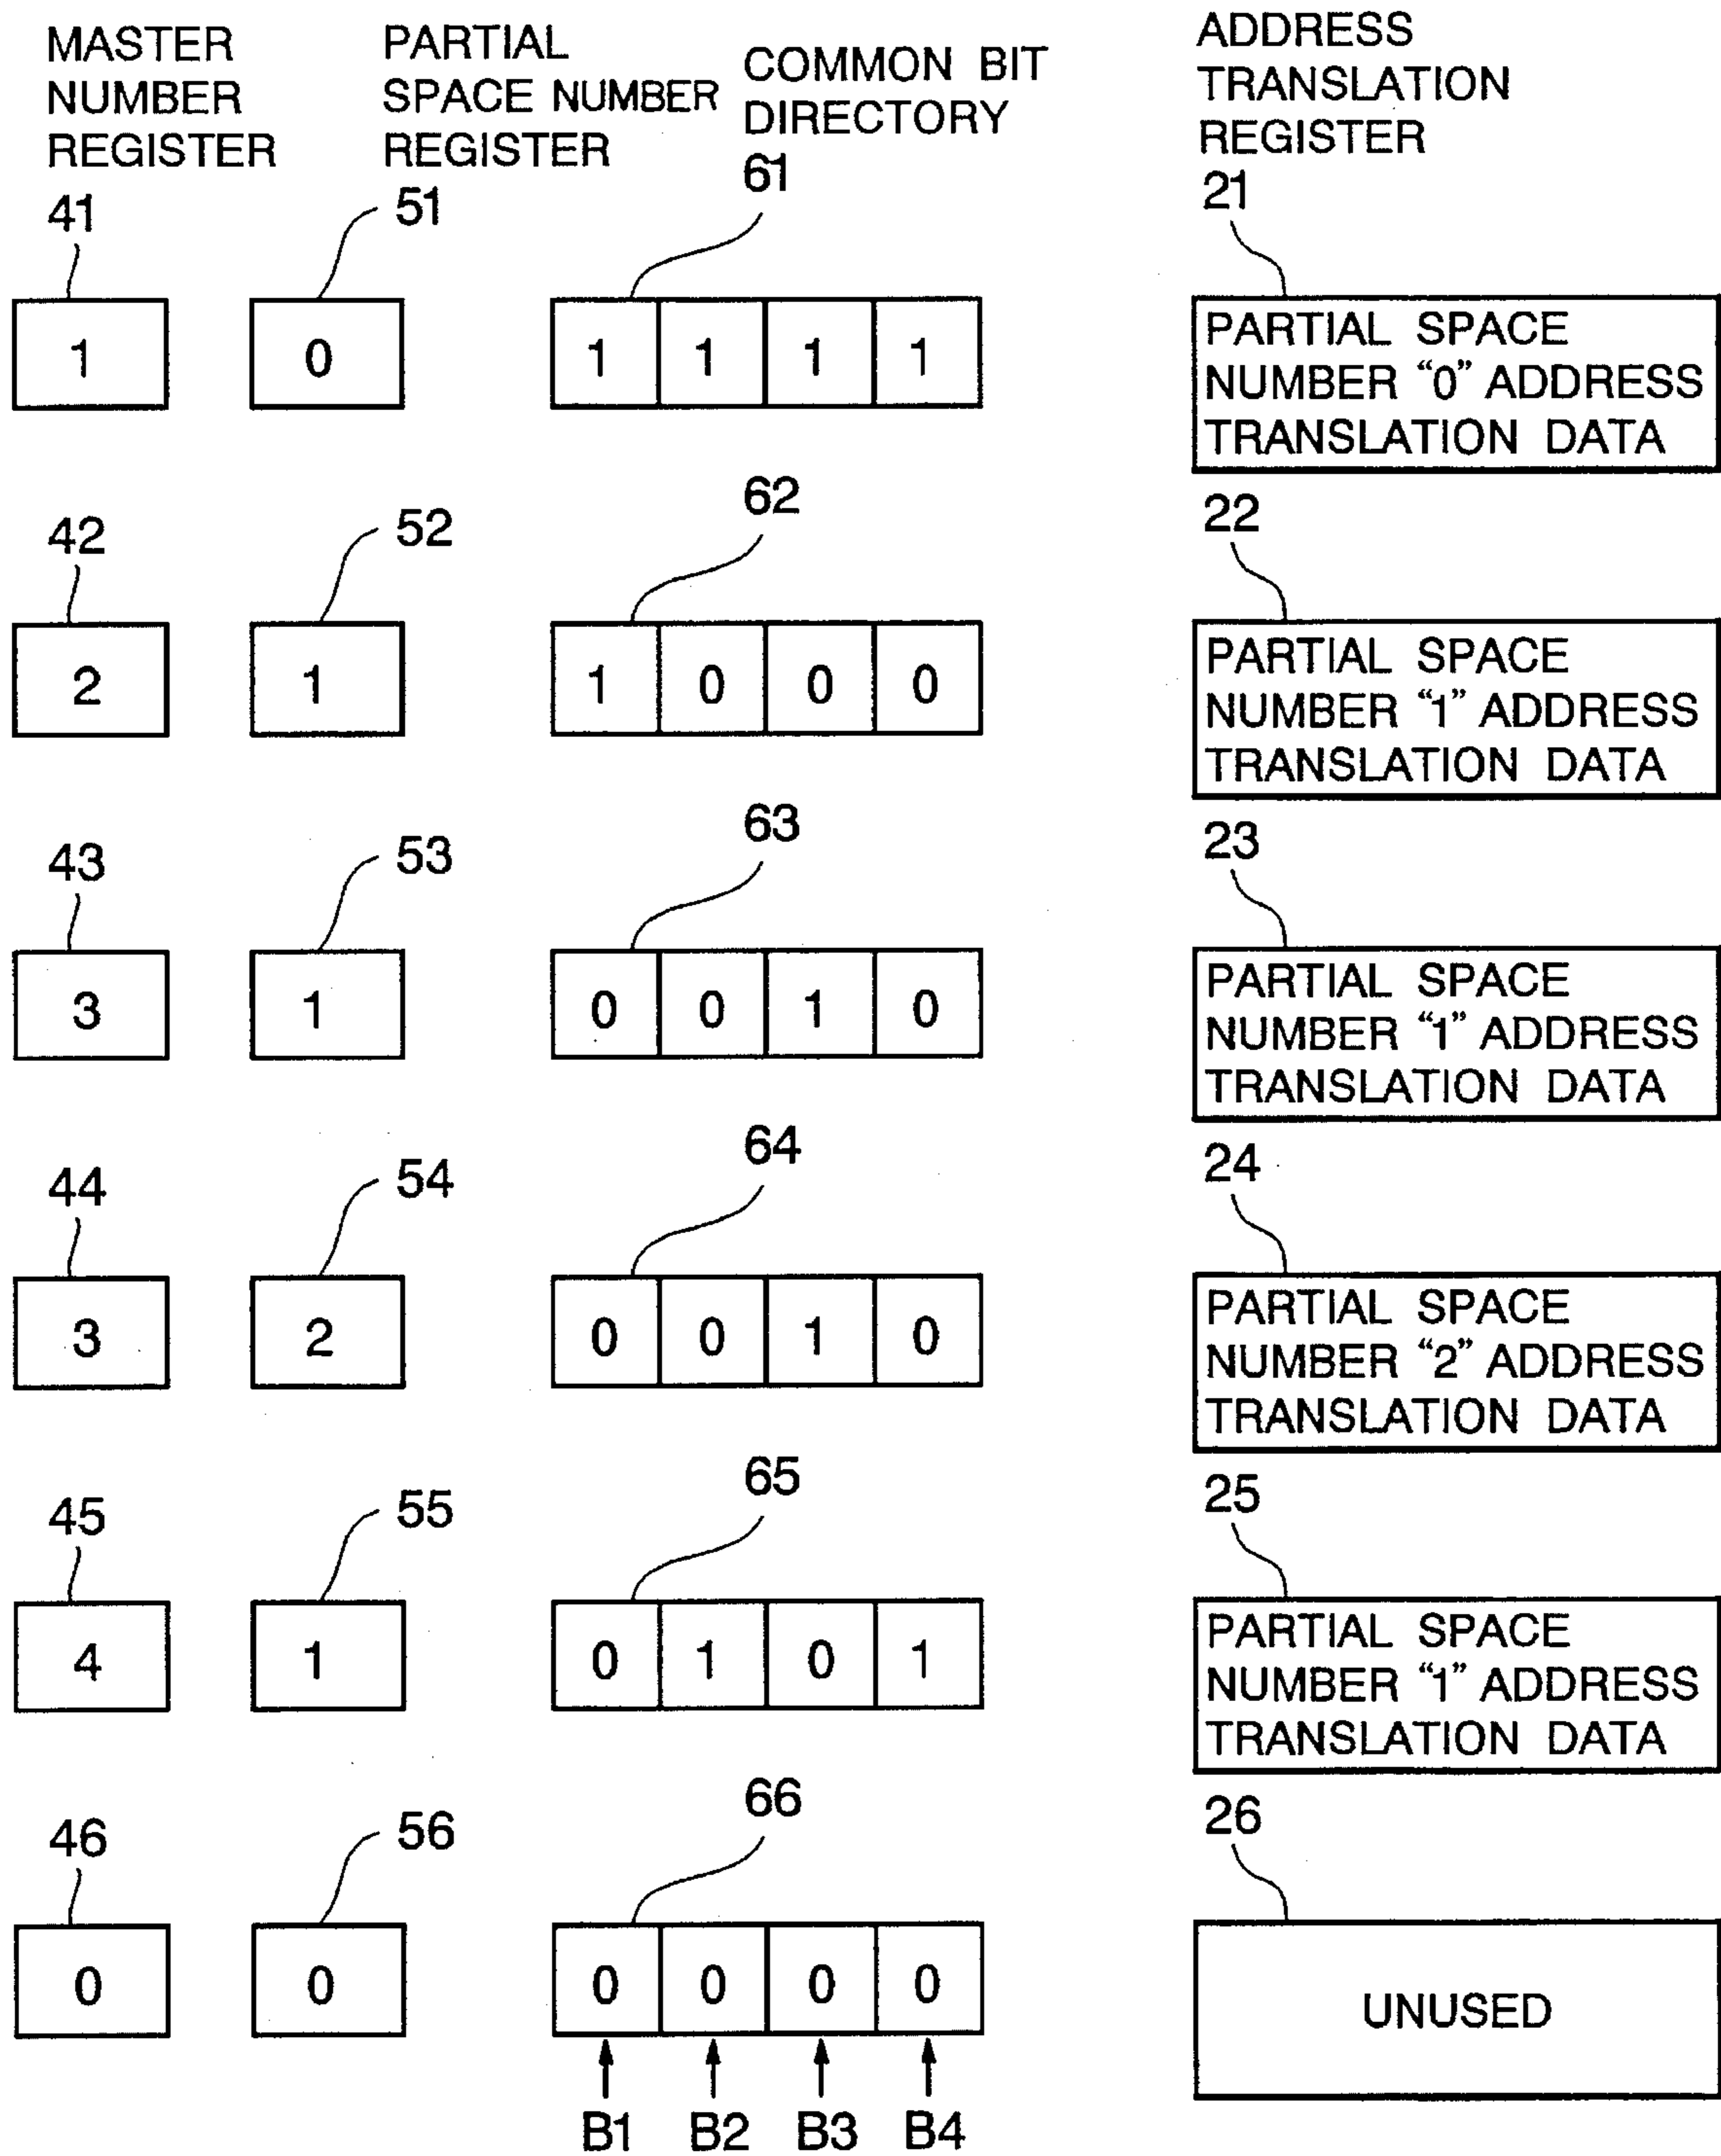 MASTER
NUMBER
REGISTER
PARTIAL
SPACE NUMBER
REGISTER
COMMON BIT
DIRECTORY
ADDRESS
TRANSLATION
REGISTER
41
51
61
21
1
0
1 1 1 1
PARTIAL SPACE
NUMBER “0” ADDRESS
TRANSLATION DATA
42
52
62
22
2
1
1 0 0 0
PARTIAL SPACE
NUMBER “1” ADDRESS
TRANSLATION DATA
43
53
63
23
3
1
0 0 1 0
PARTIAL SPACE
NUMBER “1” ADDRESS
TRANSLATION DATA
44
54
64
24
3
2
0 0 1 0
PARTIAL SPACE
NUMBER “2” ADDRESS
TRANSLATION DATA
45
55
65
25
4
1
0 1 0 1
PARTIAL SPACE
NUMBER “1” ADDRESS
TRANSLATION DATA
46
56
66
26
0
0
0 0 0 0
UNUSED
B1 B2 B3 B4